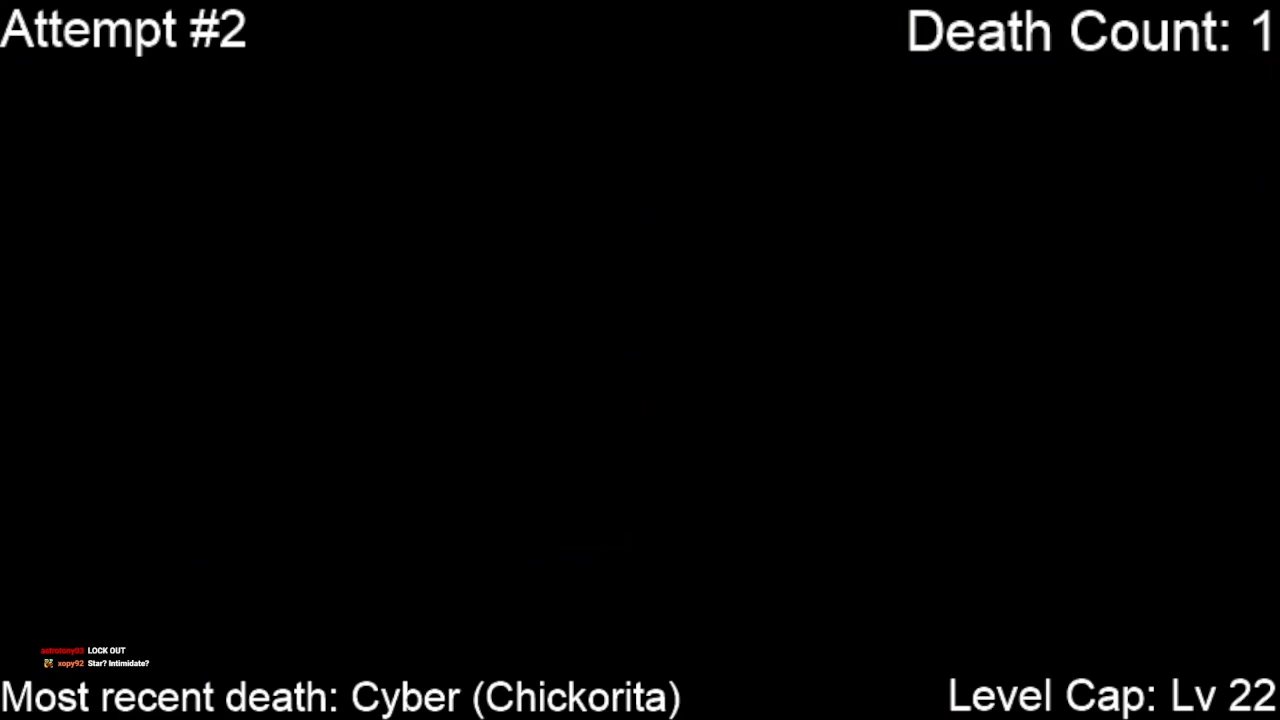 Attempt #2
Death Count: 1
astrotony03 LOCK OUT
xopy92 Star? Intimidate?
Most recent death: Cyber (Chickorita)
Level Cap: Lv 22